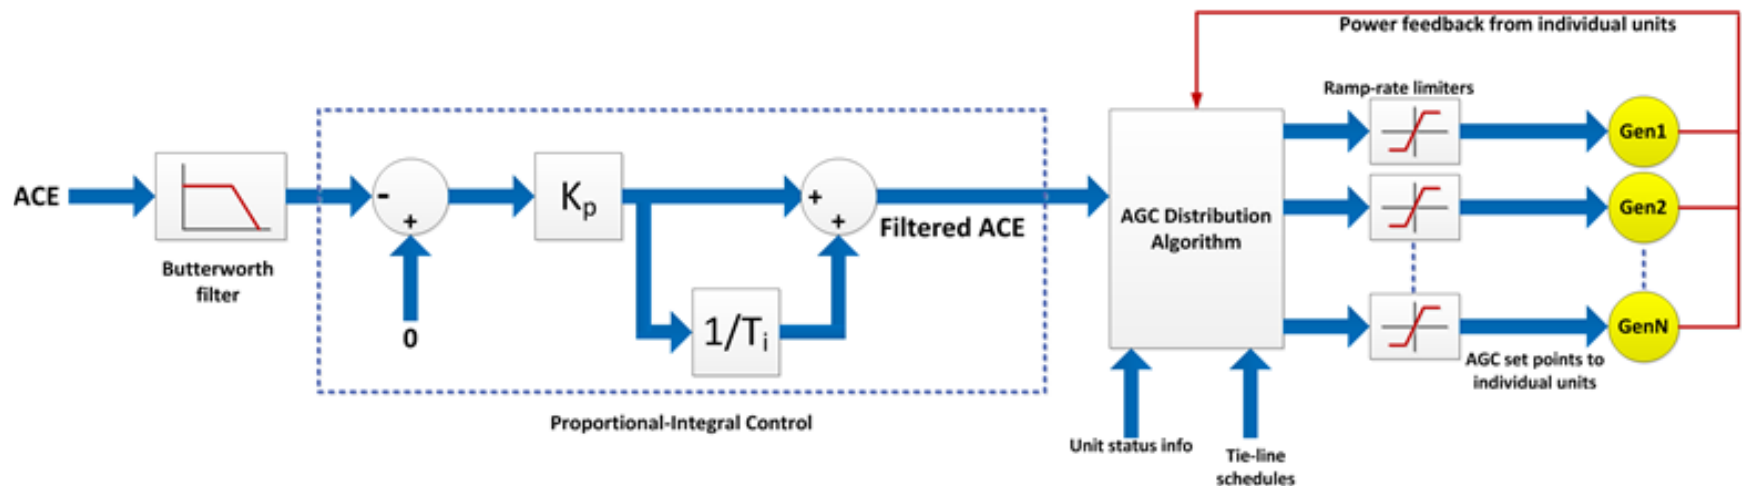 Power feedback from individual units
Ramp-rate limiters
Gen1
ACE
-
+
0
Kp
+
+
Filtered ACE
1/Ti
AGC Distribution
Algorithm
Gen2
Butterworth
filter
GenN
AGC set points to
individual units
Proportional-Integral Control
Unit status info
Tie-line
schedules